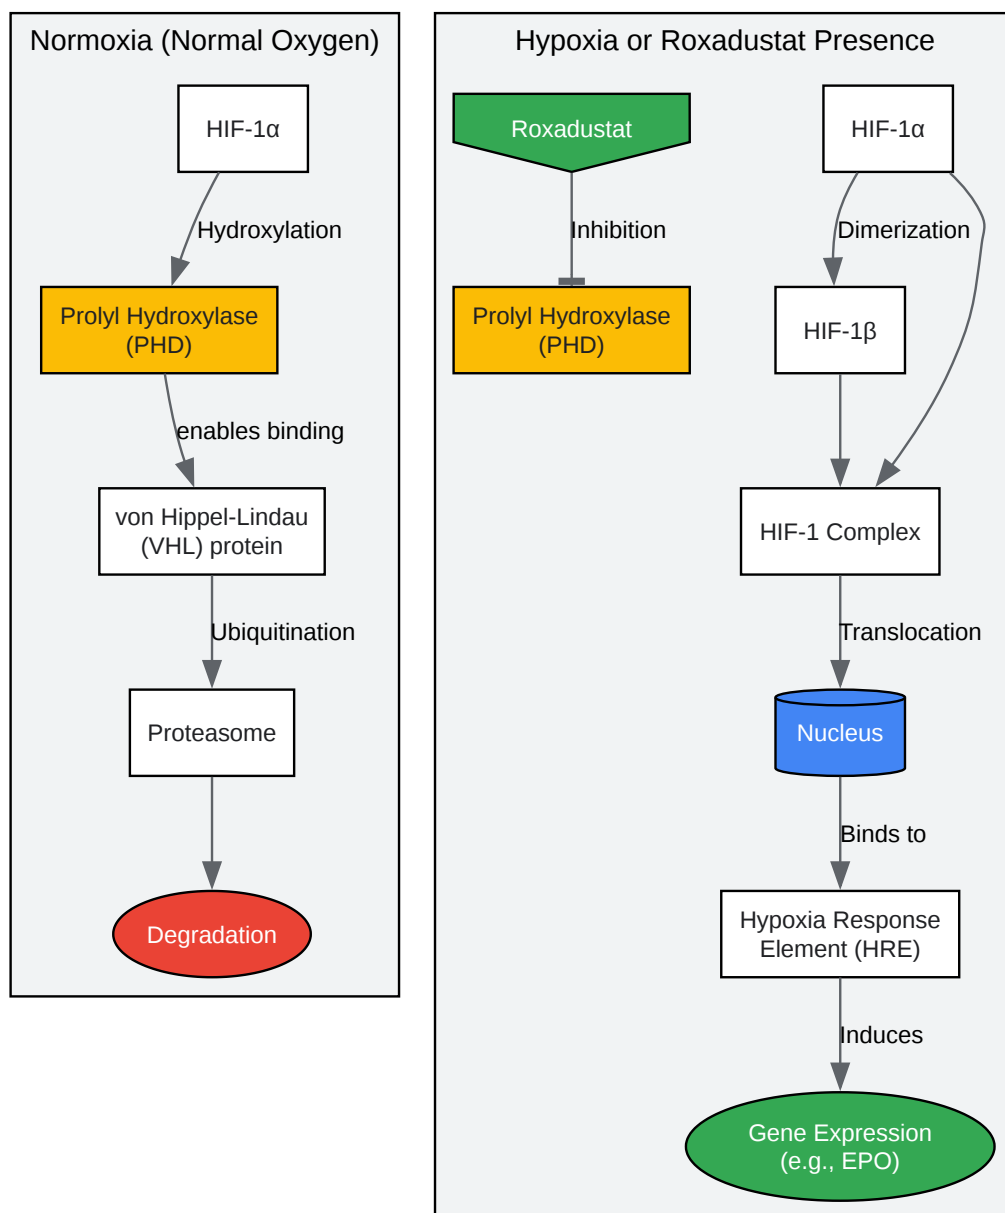 Normoxia (Normal Oxygen)
HIF-1α
Hydroxylation
Prolyl Hydroxylase
(PHD)
enables binding
von Hippel-Lindau
(VHL) protein
Ubiquitination
Proteasome
Degradation
Hypoxia or Roxadustat Presence
Roxadustat
Inhibition
Prolyl Hydroxylase
(PHD)
HIF-1α
Dimerization
HIF-1β
HIF-1 Complex
Translocation
Nucleus
Binds to
Hypoxia Response
Element (HRE)
Induces
Gene Expression
(e.g., EPO)